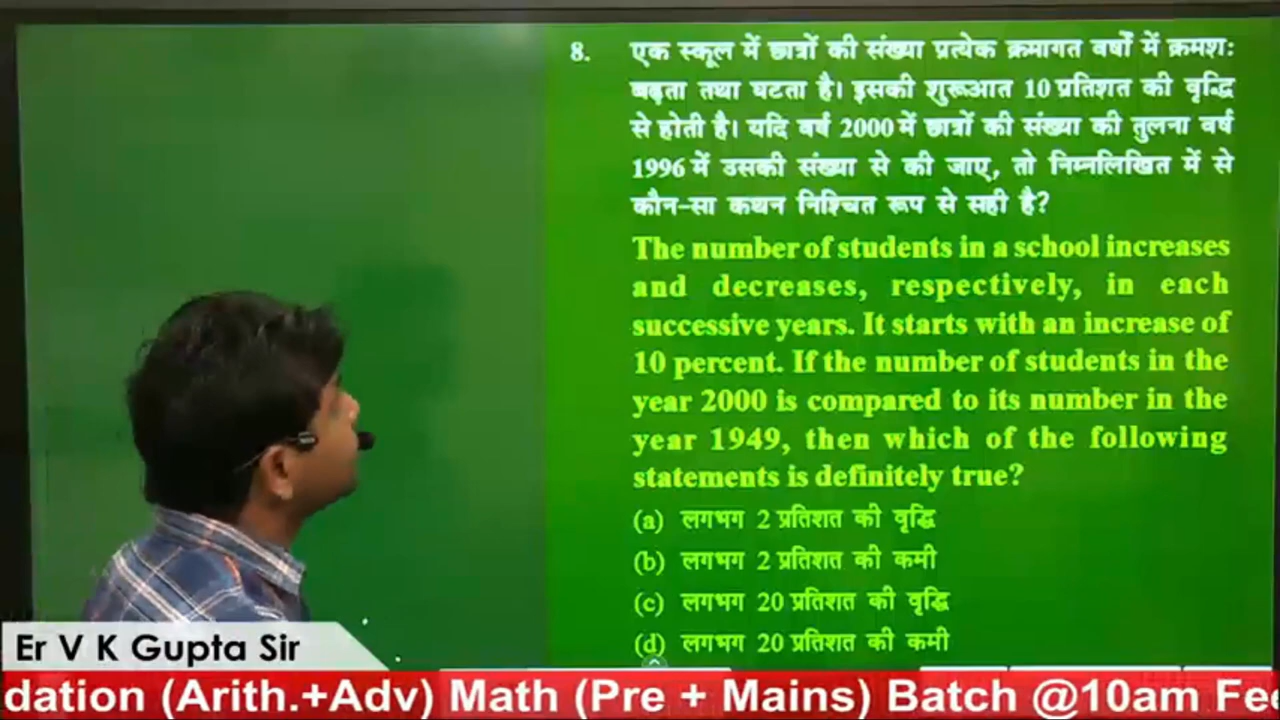 8. एक स्कूल में छात्रों की संख्या प्रत्येक क्रमागत वर्षों में क्रमश:
बढ़ता तथा घटता है। इसकी शुरूआत 10 प्रतिशत की वृद्धि
से होती है। यदि वर्ष 2000 में छात्रों की संख्या की तुलना वर्ष
1996 में उसकी संख्या से की जाए, तो निम्नलिखित में से
कौन-सा कथन निश्चित रूप से सही है?
The number of students in a school increases
and decreases, respectively, in each
successive years. It starts with an increase of
10 percent. If the number of students in the
year 2000 is compared to its number in the
year 1949, then which of the following
statements is definitely true?
(a) लगभग 2 प्रतिशत की वृद्धि
(b) लगभग 2 प्रतिशत की कमी
(c) लगभग 20 प्रतिशत की वृद्धि
(d) लगभग 20 प्रतिशत की कमी
Er V K Gupta Sir
dation (Arith.+Adv) Math (Pre + Mains) Batch @10am Fee